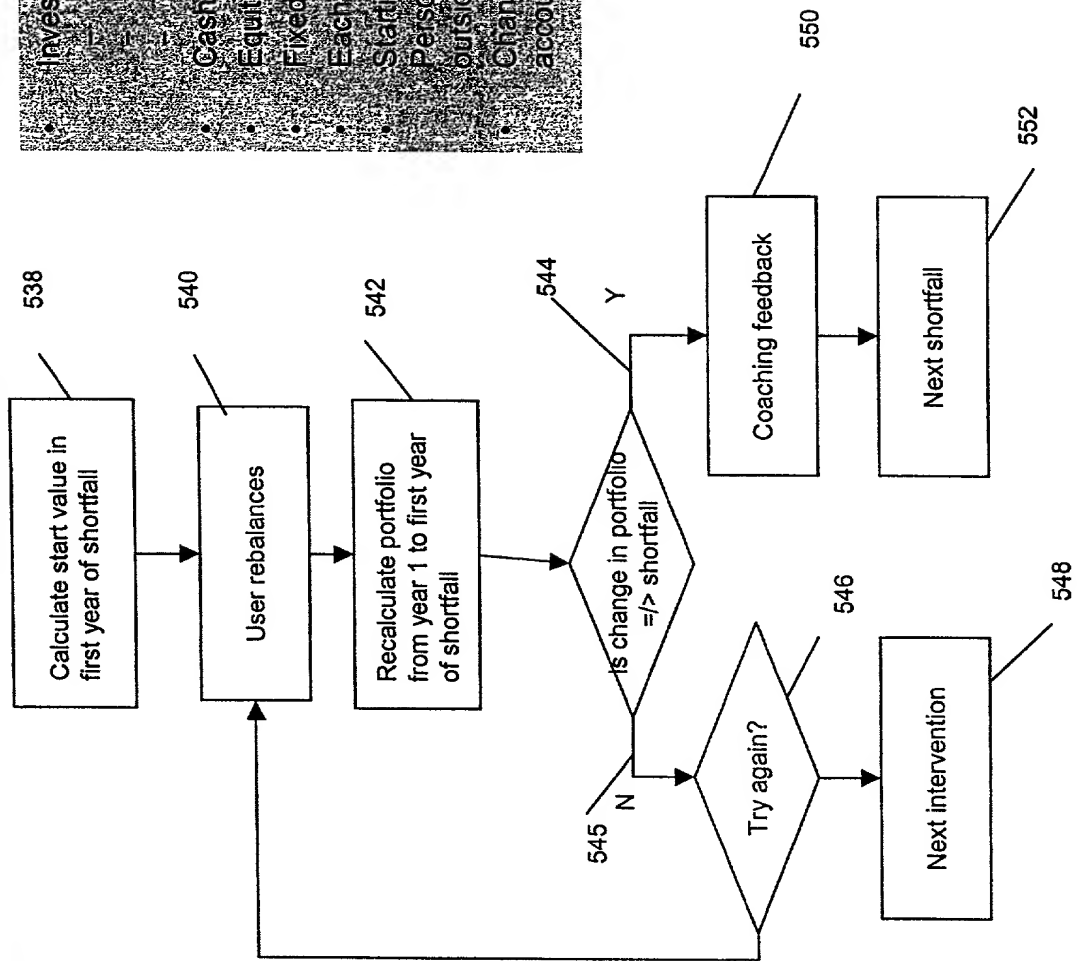 Calculate start value in
first year of shortfall
538
User rebalances
540
Recalculate portfolio
from year 1 to first year
of shortfall
542
Is change in portfolio
=/> shortfall
544
Y
545
N
Try again?
546
Next intervention
548
Coaching feedback
550
Next shortfall
552
• Inves
-
-
-
• Cash
• Equit
• Fixed
• Each
• Start
Perso
outsid
• Chan
accou